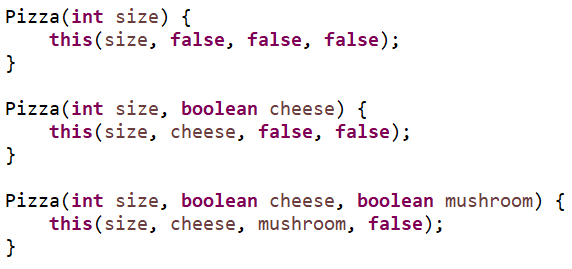 Pizza(int size) {
    this(size, false, false, false);
}

Pizza(int size, boolean cheese) {
    this(size, cheese, false, false);
}

Pizza(int size, boolean cheese, boolean mushroom) {
    this(size, cheese, mushroom, false);
}